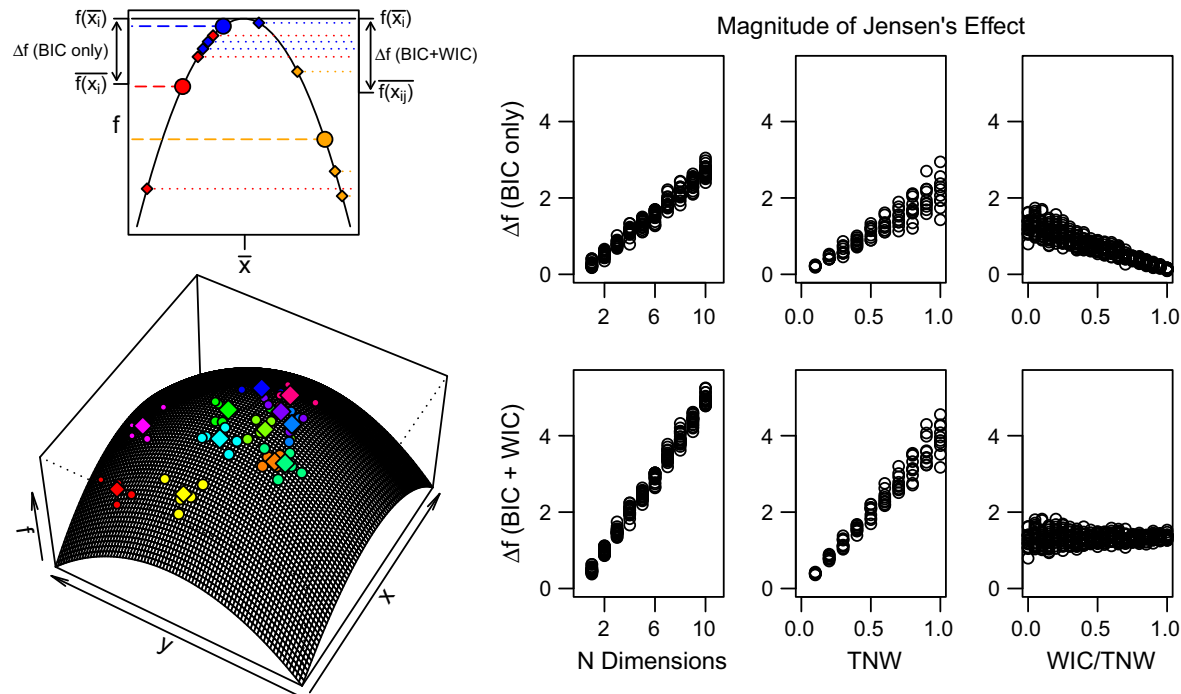 f(x̅ᵢ)
Δf (BIC only)
f(xᵢ)̅
f
x̅
f(x̅ᵢ)
Δf (BIC+WIC)
f(xᵢⱼ)̅
f
y
x
Magnitude of Jensen's Effect
Δf (BIC only)
0
2
4
2
6
10
0
2
4
0.0
0.5
1.0
0
2
4
0.0
0.5
1.0
Δf (BIC + WIC)
0
2
4
2
6
10
N Dimensions
0
2
4
0.0
0.5
1.0
TNW
0
2
4
0.0
0.5
1.0
WIC/TNW